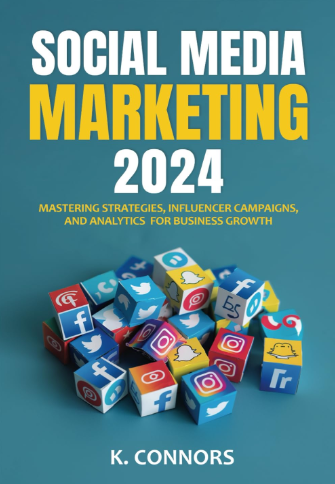 SOCIAL MEDIA
MARKETING
2024
MASTERING STRATEGIES, INFLUENCER CAMPAIGNS,
AND ANALYTICS FOR BUSINESS GROWTH
K. CONNORS